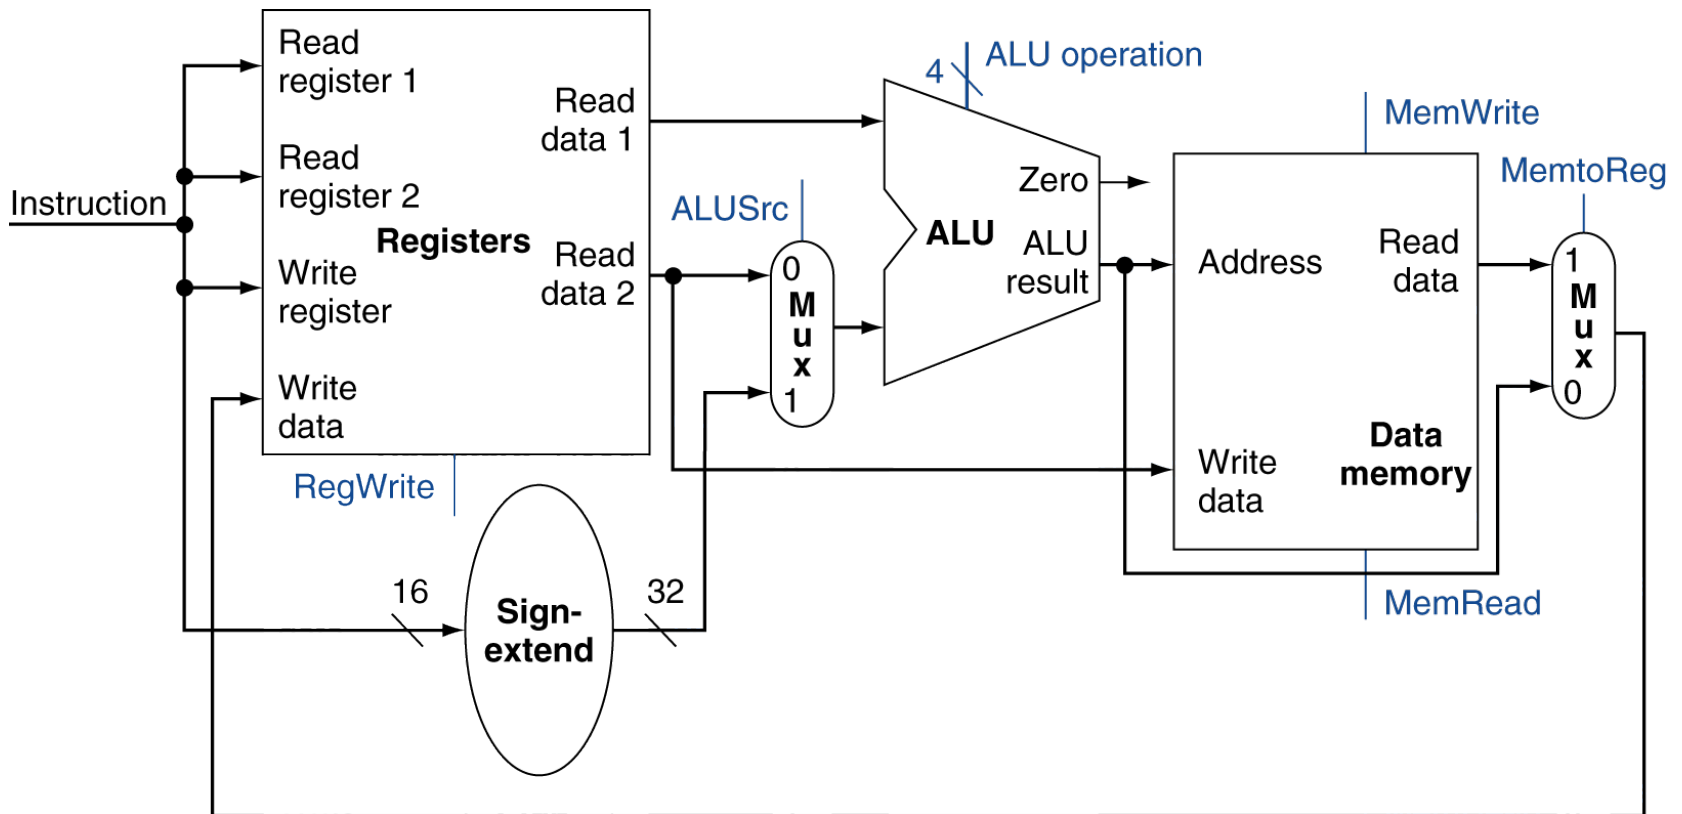 Instruction
Read
register 1
Read
register 2
Write
register
Write
data
Registers
Read
data 1
Read
data 2
RegWrite
16
Sign-
extend
32
ALUSrc
0
M
u
x
1
4
ALU operation
ALU
Zero
ALU
result
MemWrite
Address
Read
data
Write
data
Data
memory
MemRead
MemtoReg
1
M
u
x
0